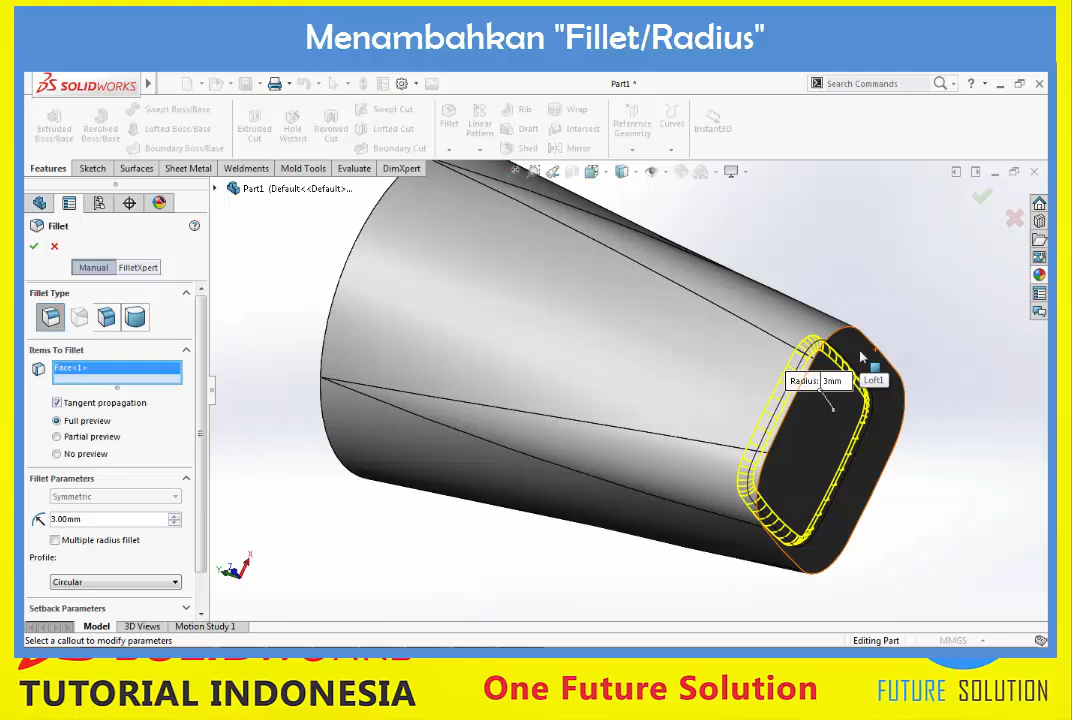 Menambahkan "Fillet/Radius"
SOLIDWORKS
Part1 *
Search Commands
?
Extruded Boss/Base
Revolved Boss/Base
Swept Boss/Base
Lofted Boss/Base
Boundary Boss/Base
Extruded Cut
Hole Wizard
Revolved Cut
Swept Cut
Lofted Cut
Boundary Cut
Fillet
Linear Pattern
Rib
Draft
Shell
Wrap
Intersect
Mirror
Reference Geometry
Curves
Instant3D
Features
Sketch
Surfaces
Sheet Metal
Weldments
Mold Tools
Evaluate
DimXpert
Part1 (Default<<Default>...
Fillet
Manual
FilletXpert
Fillet Type
Items To Fillet
Face<1>
Tangent propagation
Full preview
Partial preview
No preview
Fillet Parameters
Symmetric
3.00mm
Multiple radius fillet
Profile:
Circular
Setback Parameters
Radius: 3mm
Loft1
X
Y
Z
Model
3D Views
Motion Study 1
Select a callout to modify parameters
Editing Part
MMGS
SOLIDWORKS
TUTORIAL INDONESIA
One Future Solution
FUTURE SOLUTION